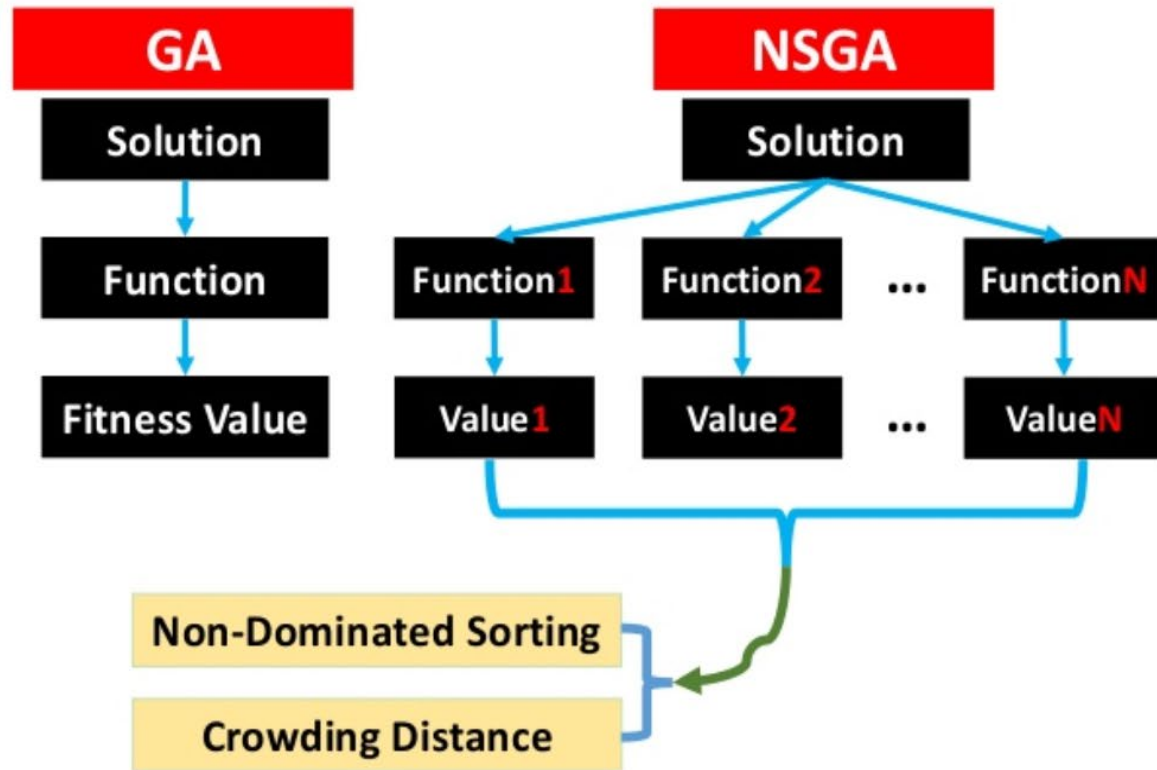 GA
NSGA
Solution
Solution
Function
Function1
Function2
...
FunctionN
Fitness Value
Value1
Value2
...
ValueN
Non-Dominated Sorting
Crowding Distance